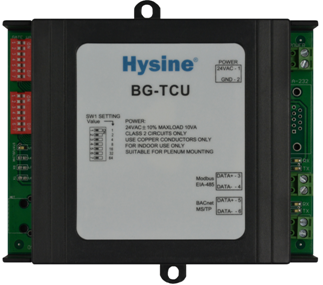 Hysine®
POWER
24VAC - 1
GND - 2
BG-TCU
SW1 SETTING
Value
POWER:
24VAC ± 10% MAXLOAD 10VA
CLASS 2 CIRCUITS ONLY
USE COPPER CONDUCTORS ONLY
FOR INDOOR USE ONLY
SUITABLE FOR PLENUM MOUNTING
Modbus
EIA-485
DATA+ - 3
DATA- - 4
BACnet
MS/TP
DATA+ - 5
DATA- - 6